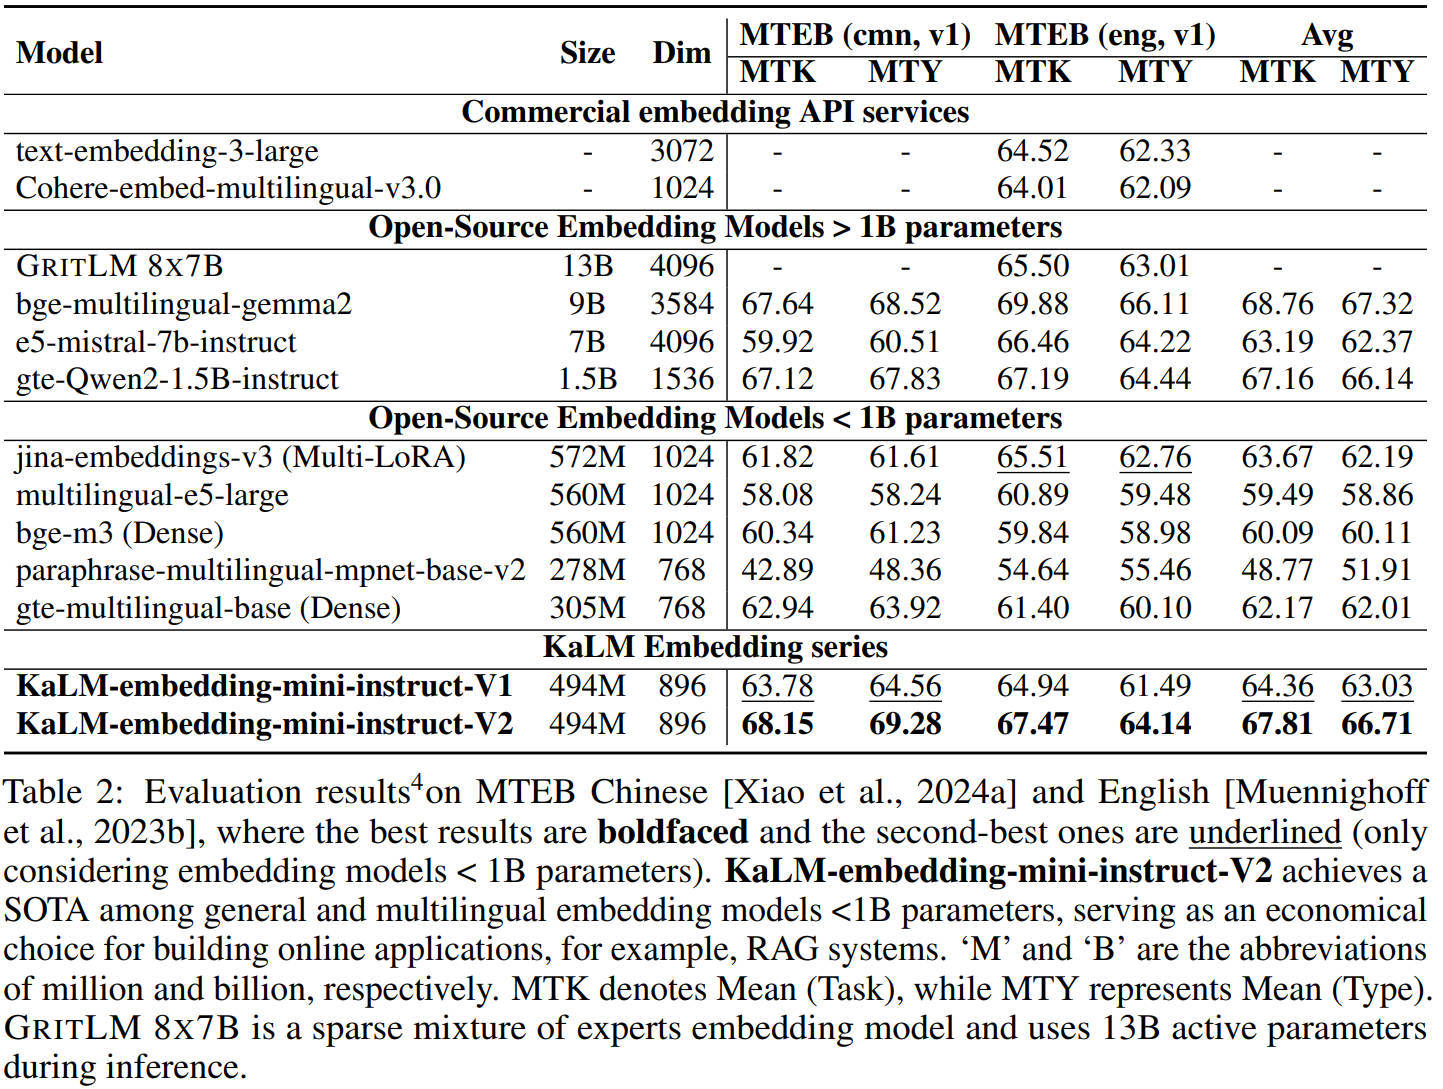 Model Size Dim MTEB (cmn, v1) MTEB (eng, v1) Avg
MTK MTY MTK MTY MTK MTY
Commercial embedding API services
text-embedding-3-large - 3072 - - 64.52 62.33 - -
Cohere-embed-multilingual-v3.0 - 1024 - - 64.01 62.09 - -
Open-Source Embedding Models > 1B parameters
GRITLM 8X7B 13B 4096 - - 65.50 63.01 - -
bge-multilingual-gemma2 9B 3584 67.64 68.52 69.88 66.11 68.76 67.32
e5-mistral-7b-instruct 7B 4096 59.92 60.51 66.46 64.22 63.19 62.37
gte-Qwen2-1.5B-instruct 1.5B 1536 67.12 67.83 67.19 64.44 67.16 66.14
Open-Source Embedding Models < 1B parameters
jina-embeddings-v3 (Multi-LoRA) 572M 1024 61.82 61.61 65.51 62.76 63.67 62.19
multilingual-e5-large 560M 1024 58.08 58.24 60.89 59.48 59.49 58.86
bge-m3 (Dense) 560M 1024 60.34 61.23 59.84 58.98 60.09 60.11
paraphrase-multilingual-mpnet-base-v2 278M 768 42.89 48.36 54.64 55.46 48.77 51.91
gte-multilingual-base (Dense) 305M 768 62.94 63.92 61.40 60.10 62.17 62.01
KaLM Embedding series
KaLM-embedding-mini-instruct-V1 494M 896 63.78 64.56 64.94 61.49 64.36 63.03
KaLM-embedding-mini-instruct-V2 494M 896 68.15 69.28 67.47 64.14 67.81 66.71
Table 2: Evaluation results4on MTEB Chinese [Xiao et al., 2024a] and English [Muennighoff
et al., 2023b], where the best results are boldfaced and the second-best ones are underlined (only
considering embedding models < 1B parameters). KaLM-embedding-mini-instruct-V2 achieves a
SOTA among general and multilingual embedding models <1B parameters, serving as an economical
choice for building online applications, for example, RAG systems. ‘M’ and ‘B’ are the abbreviations
of million and billion, respectively. MTK denotes Mean (Task), while MTY represents Mean (Type).
GRITLM 8X7B is a sparse mixture of experts embedding model and uses 13B active parameters
during inference.